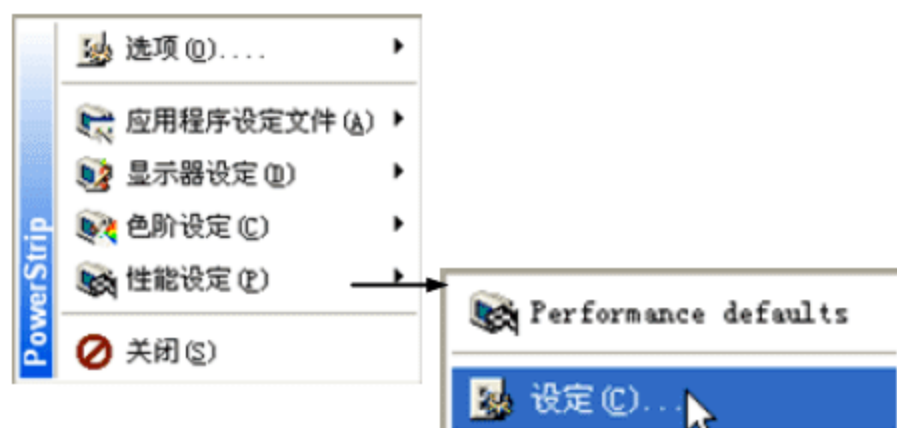 选项(O)....
应用程序设定文件(A)
显示器设定(D)
色阶设定(C)
性能设定(P)
关闭(S)
PowerStrip
Performance defaults
设定(C)...